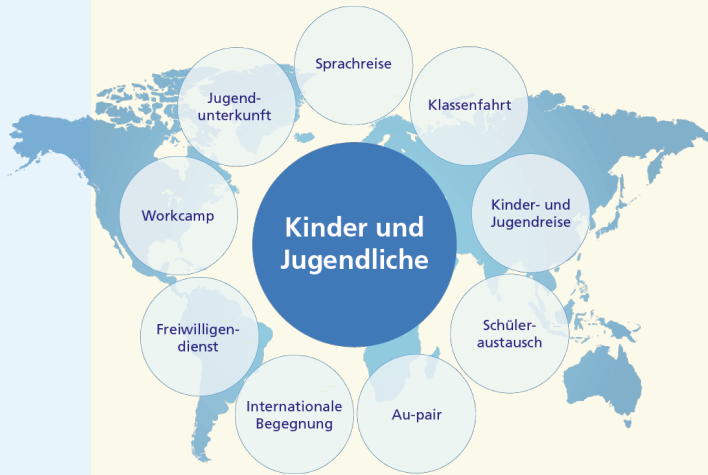 Sprachreise
Jugend-
unterkunft
Klassenfahrt
Workcamp
Kinder und
Jugendliche
Kinder- und
Jugendreise
Freiwilligen-
dienst
Schüler-
austausch
Internationale
Begegnung
Au-pair